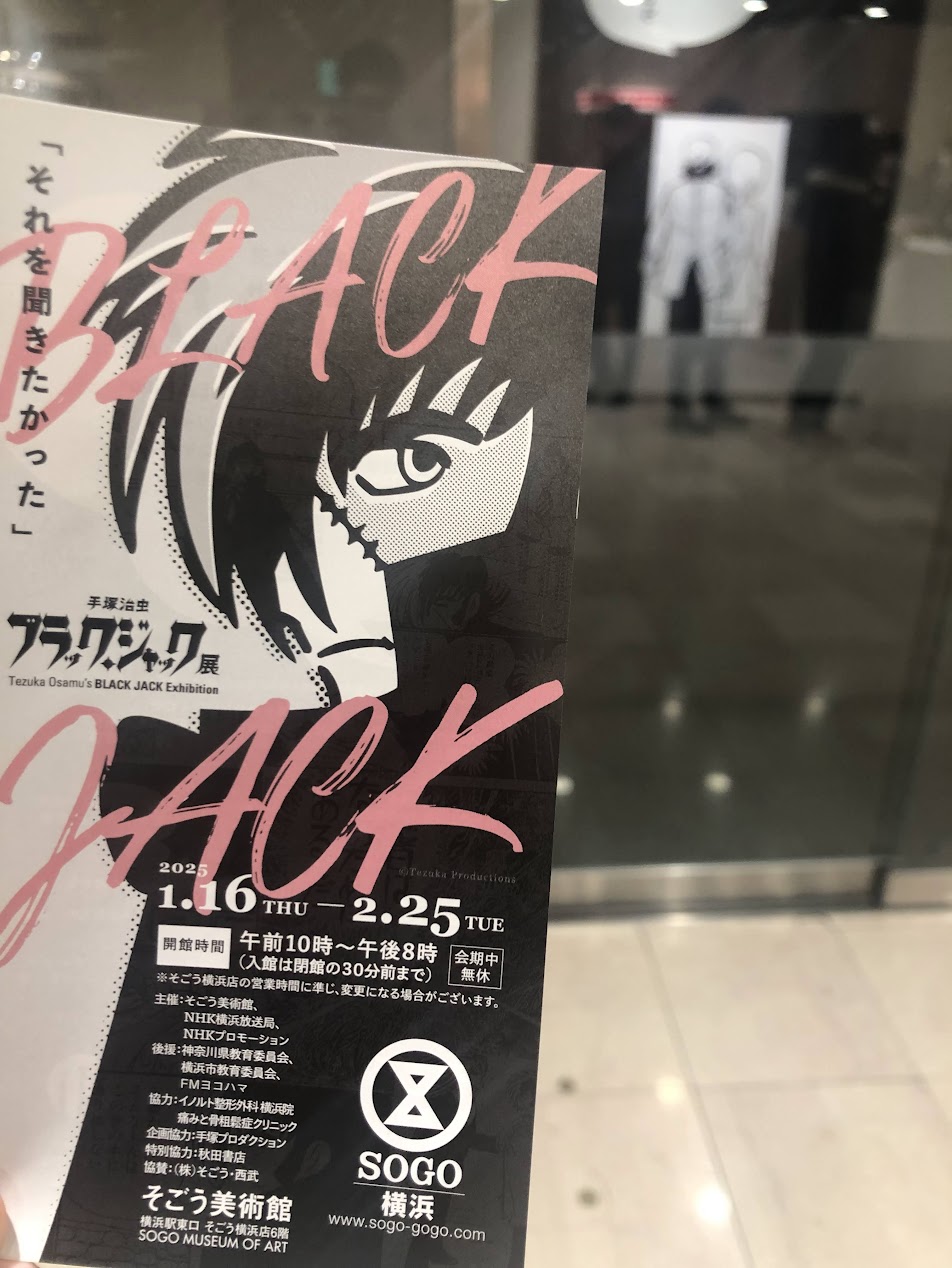 「それを聞きたかった」
BLACK
手塚治虫
ブラック・ジャック展
Tezuka Osamu's BLACK JACK Exhibition
JACK
©Tezuka Productions
2025
1.16 THU — 2.25 TUE
開館時間
午前10時～午後8時
(入館は閉館の30分前まで)
会期中
無休
※そごう横浜店の営業時間に準じ、変更になる場合がございます。
主催：そごう美術館、
NHK横浜放送局、
NHKプロモーション
後援：神奈川県教育委員会、
横浜市教育委員会、
FMヨコハマ
協力：イノルト整形外科 横浜院
痛みと骨粗鬆症クリニック
企画協力：手塚プロダクション
特別協力：秋田書店
協賛：(株)そごう・西武
そごう美術館
横浜駅東口 そごう横浜店6階
SOGO MUSEUM OF ART
SOGO
横浜
www.sogo-gogo.com